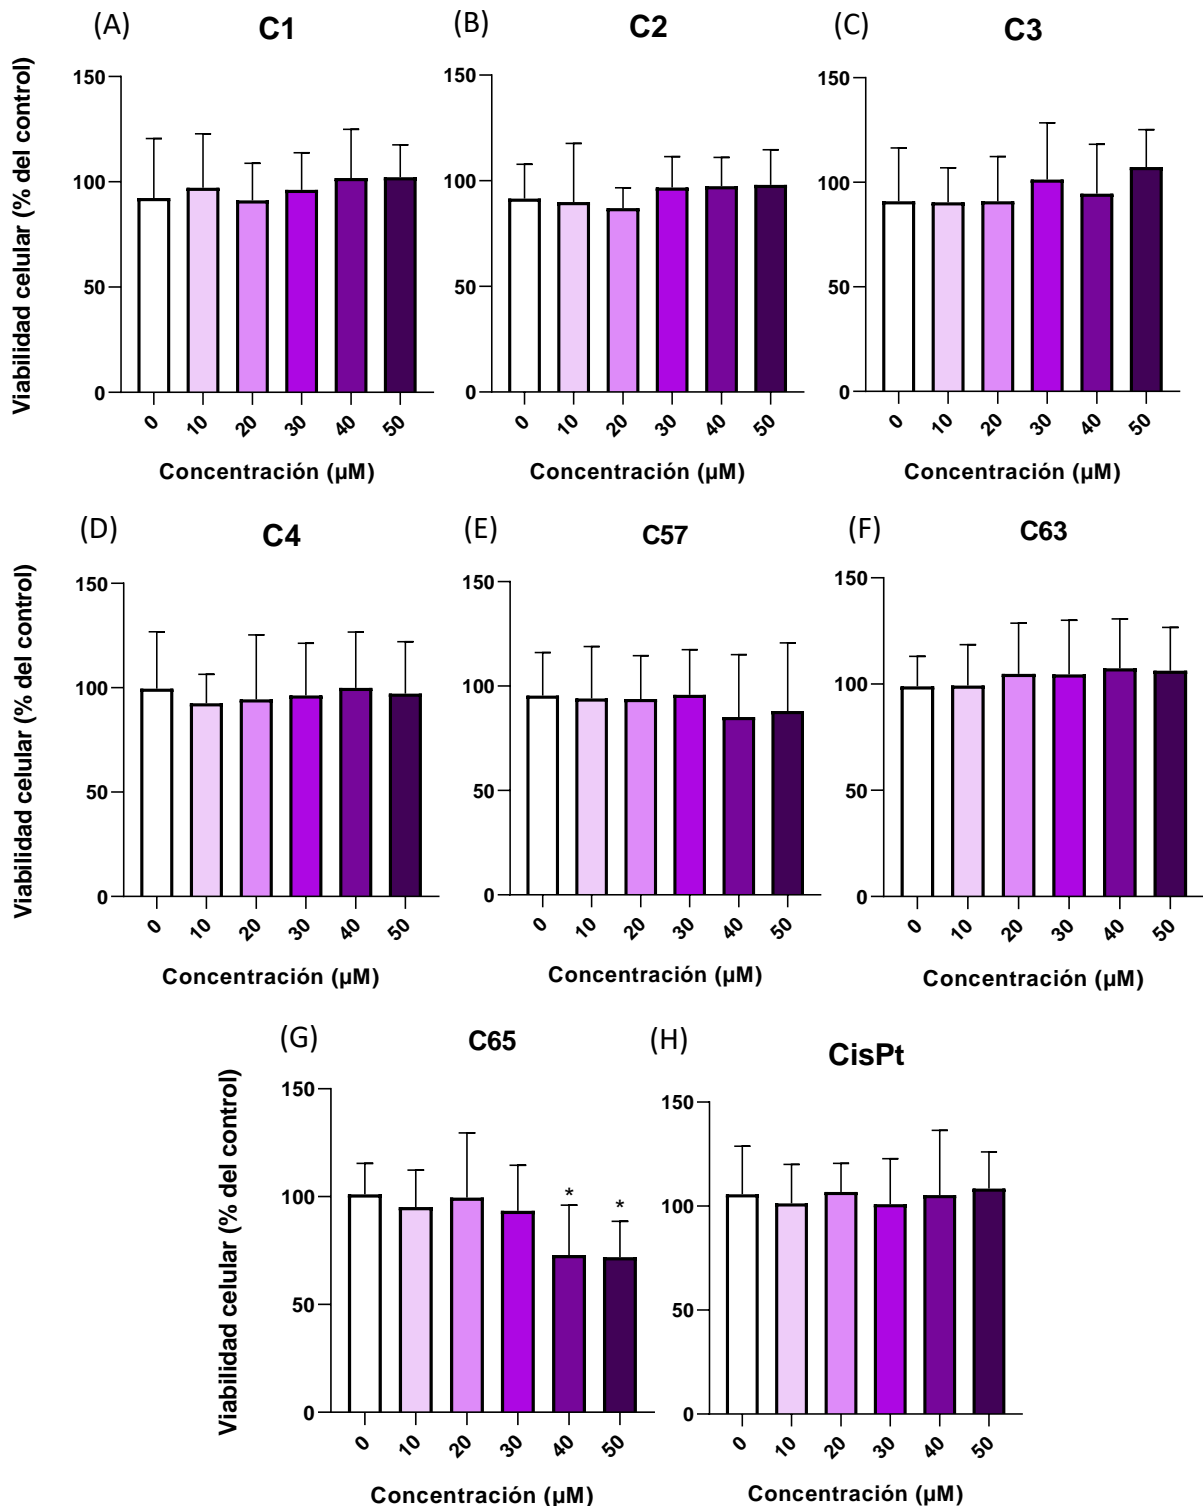 (A) C1
(B) C2
(C) C3
Viabilidad celular (% del control)
150
100
50
0
0 10 20 30 40 50
Concentración (µM)
150
100
50
0
0 10 20 30 40 50
Concentración (µM)
150
100
50
0
0 10 20 30 40 50
Concentración (µM)
(D) C4
(E) C57
(F) C63
Viabilidad celular (% del control)
150
100
50
0
0 10 20 30 40 50
Concentración (µM)
150
100
50
0
0 10 20 30 40 50
Concentración (µM)
150
100
50
0
0 10 20 30 40 50
Concentración (µM)
(G) C65
(H) CisPt
Viabilidad celular (% del control)
150
100
50
0
* *
0 10 20 30 40 50
Concentración (µM)
150
100
50
0
0 10 20 30 40 50
Concentración (µM)